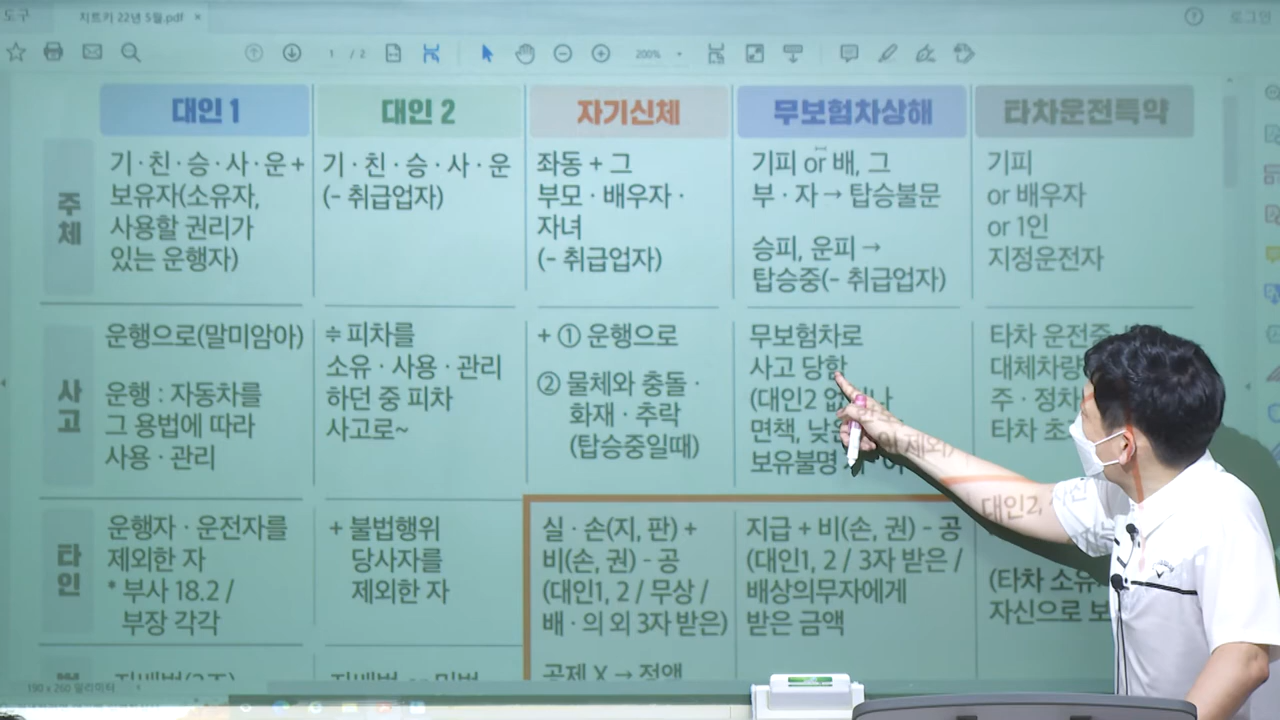 도구
치트키 22년 5월.pdf ×
로그인
1 / 2
200%
대인 1
대인 2
자기신체
무보험차상해
타차운전특약
주체
기·친·승·사·운+
보유자(소유자,
사용할 권리가
있는 운행자)
기·친·승·사·운
(- 취급업자)
좌동 + 그
부모·배우자·
자녀
(- 취급업자)
기피 or 배, 그
부·자→ 탑승불문
승피, 운피 →
탑승중(- 취급업자)
기피
or 배우자
or 1인
지정운전자
사고
운행으로(말미암아)
운행 : 자동차를
그 용법에 따라
사용·관리
≑ 피차를
소유·사용·관리
하던 중 피차
사고로~
+ ① 운행으로
② 물체와 충돌·
화재·추락
(탑승중일때)
무보험차로
사고 당함
(대인2 없
면책, 낮은
보유불명
타차 운전중
대체차량
주·정차
타차
대인2,
타인
운행자·운전자를
제외한 자
* 부사 18.2 /
부장 각각
+ 불법행위
당사자를
제외한 자
실·손(지, 판) +
비(손, 권) - 공
(대인1, 2 / 무상 /
배·의 외 3자 받은)
공제 X → 정액
지급 + 비(손, 권) - 공
(대인1, 2 / 3자 받은 /
배상의무자에게
받은 금액
(타차 소유
자신으로 보
190 x 260 밀리미터